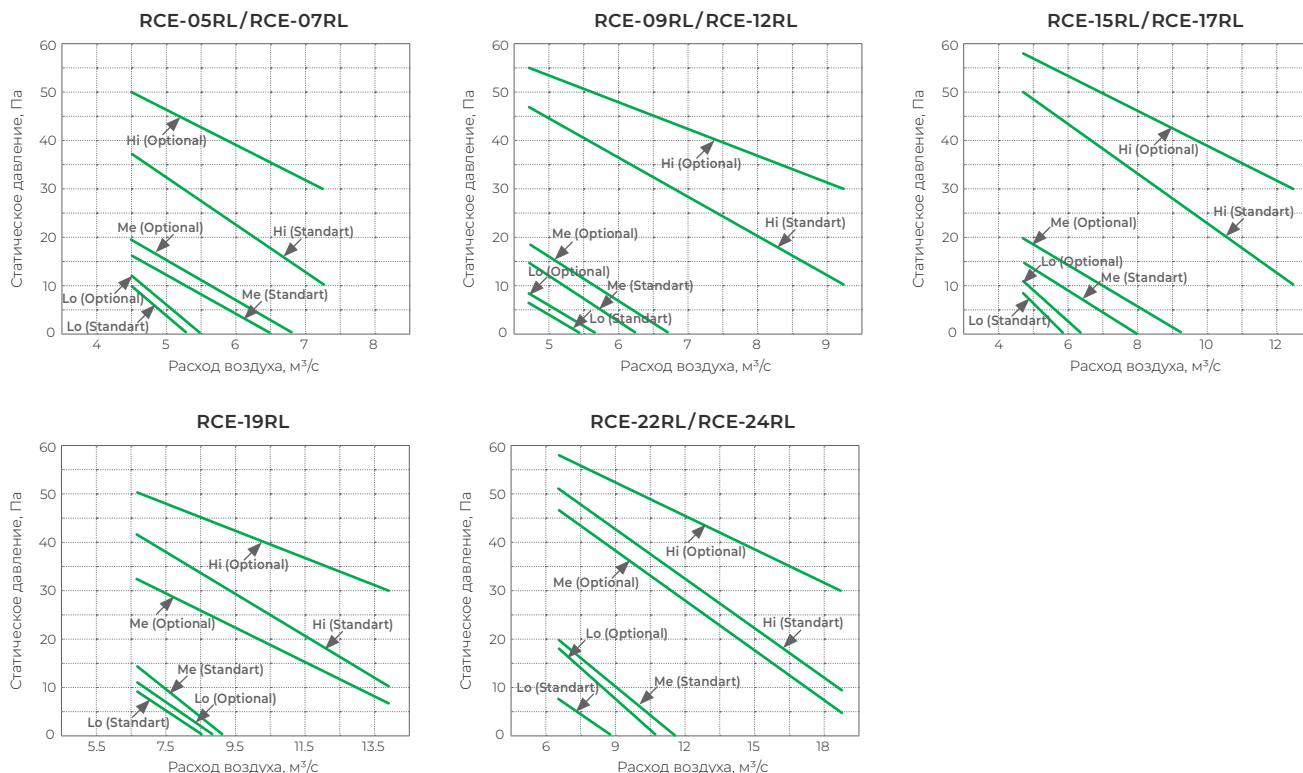 RCE-05RL/RCE-07RL
Статическое давление, Па
60
50
40
30
20
10
0
Hi (Optional)
Me (Optional)
Hi (Standart)
Lo (Optional)
Me (Standart)
Lo (Standart)
4 5 6 7 8
Расход воздуха, м³/с
RCE-09RL/RCE-12RL
Статическое давление, Па
60
50
40
30
20
10
0
Hi (Optional)
Hi (Standart)
Me (Optional)
Lo (Optional)
Me (Standart)
Lo (Standart)
5 6 7 8 9
Расход воздуха, м³/с
RCE-15RL/RCE-17RL
Статическое давление, Па
60
50
40
30
20
10
0
Hi (Optional)
Hi (Standart)
Me (Optional)
Lo (Optional)
Me (Standart)
Lo (Standart)
4 6 8 10 12
Расход воздуха, м³/с
RCE-19RL
Статическое давление, Па
60
50
40
30
20
10
0
Hi (Optional)
Me (Optional)
Hi (Standart)
Me (Standart)
Lo (Optional)
Lo (Standart)
5.5 7.5 9.5 11.5 13.5
Расход воздуха, м³/с
RCE-22RL/RCE-24RL
Статическое давление, Па
60
50
40
30
20
10
0
Hi (Optional)
Me (Optional)
Hi (Standart)
Lo (Optional)
Me (Standart)
Lo (Standart)
6 9 12 15 18
Расход воздуха, м³/с